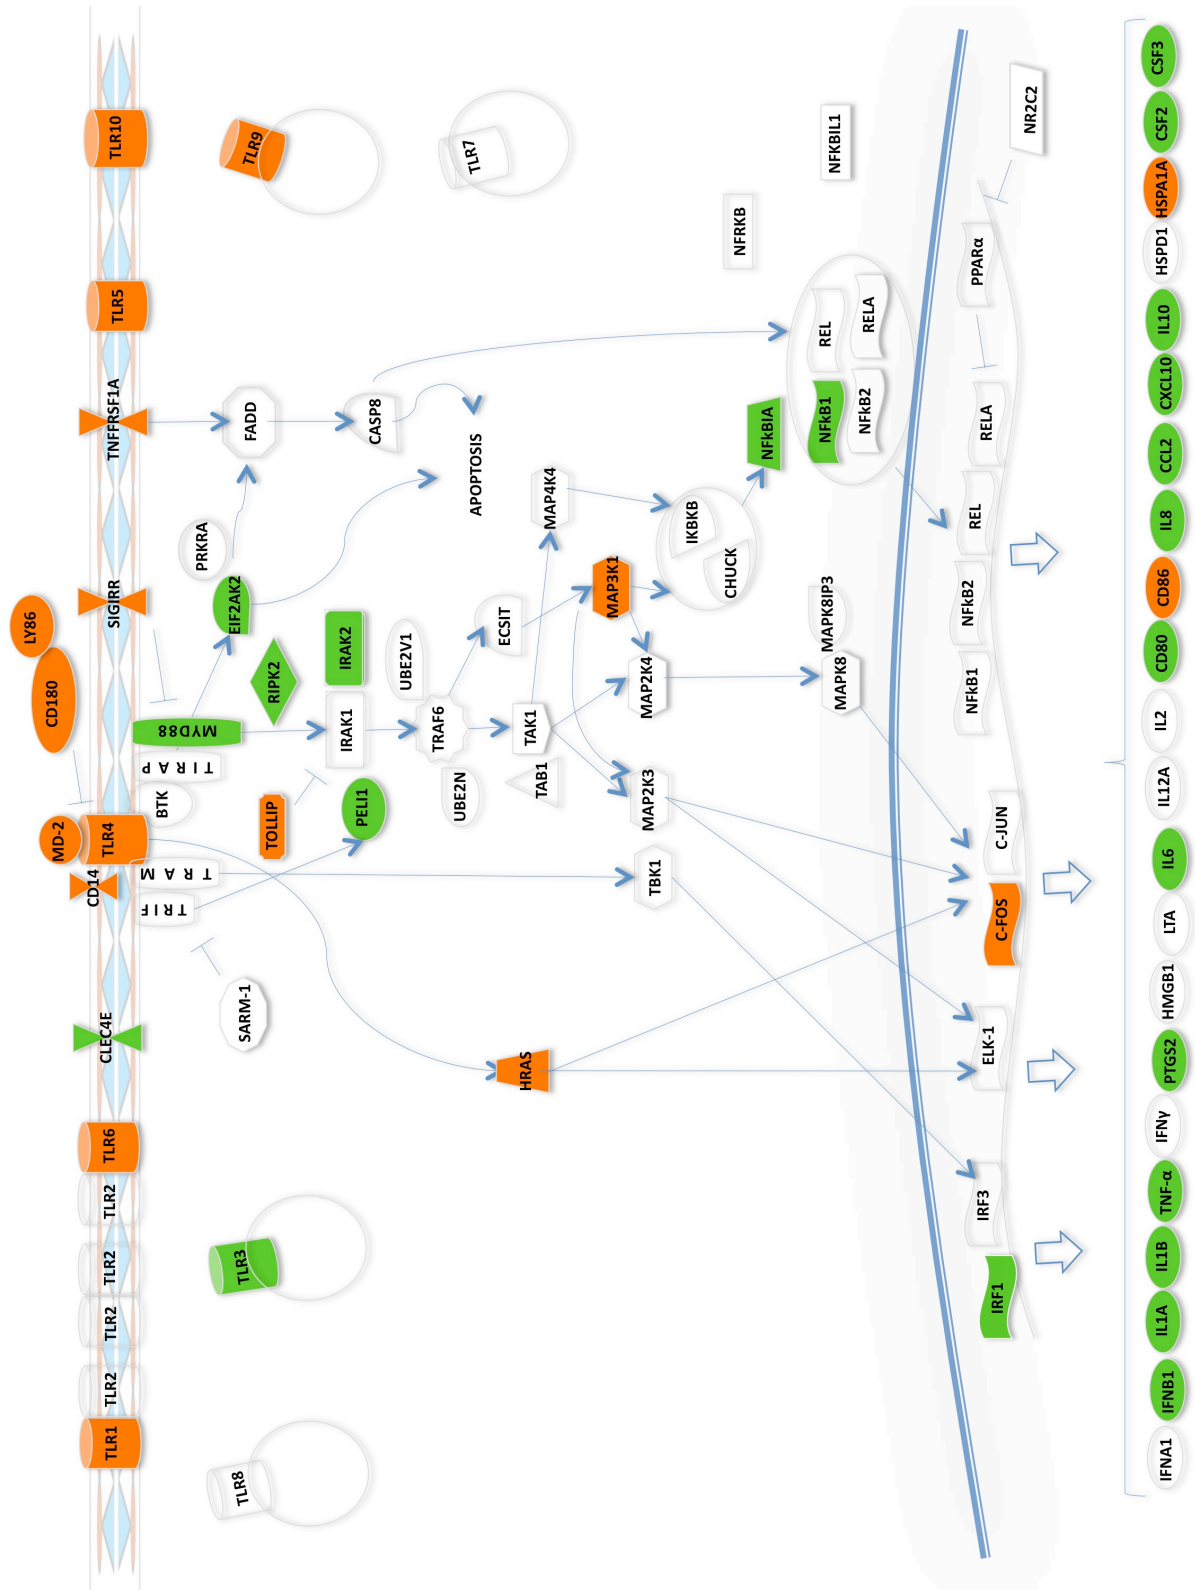 TLR1
TLR2
TLR2
TLR2
TLR2
TLR6
CLEC4E
CD14
MD-2
TLR4
CD180
LY86
SIGIRR
TNFFRSF1A
TLR5
TLR10
TLR8
TLR3
TRIF
TRAM
BTK
TIRAP
MYD88
EIF2AK2
PRKRA
FADD
TLR9
SARM-1
TOLLIP
RIPK2
PELI1
IRAK1
IRAK2
CASP8
UBE2N
TRAF6
UBE2V1
APOPTOSIS
TLR7
HRAS
TAB1
TAK1
ECSIT
MAP4K4
TBK1
MAP2K3
MAP2K4
MAP3K1
CHUCK
IKBKB
NFkBIA
NFRKB
MAPK8
MAPK8IP3
NFkB1
NFkB2
REL
RELA
NFKBIL1
IRF1
IRF3
ELK-1
C-FOS
C-JUN
NFkB1
NFkB2
REL
RELA
PPARα
NR2C2
IFNA1
IFNB1
IL1A
IL1B
TNF-α
IFNγ
PTGS2
HMGB1
LTA
IL6
IL12A
IL2
CD80
CD86
IL8
CCL2
CXCL10
IL10
HSPD1
HSPA1A
CSF2
CSF3